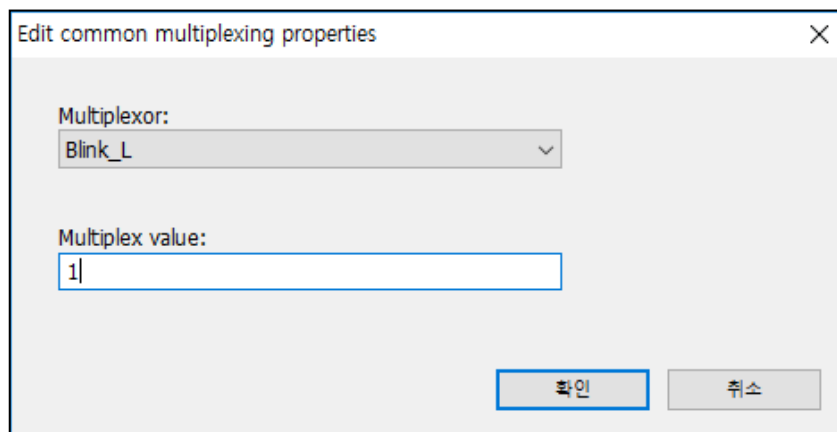 Edit common multiplexing properties
Multiplexor:
Blink_L
Multiplex value:
1
확인 취소